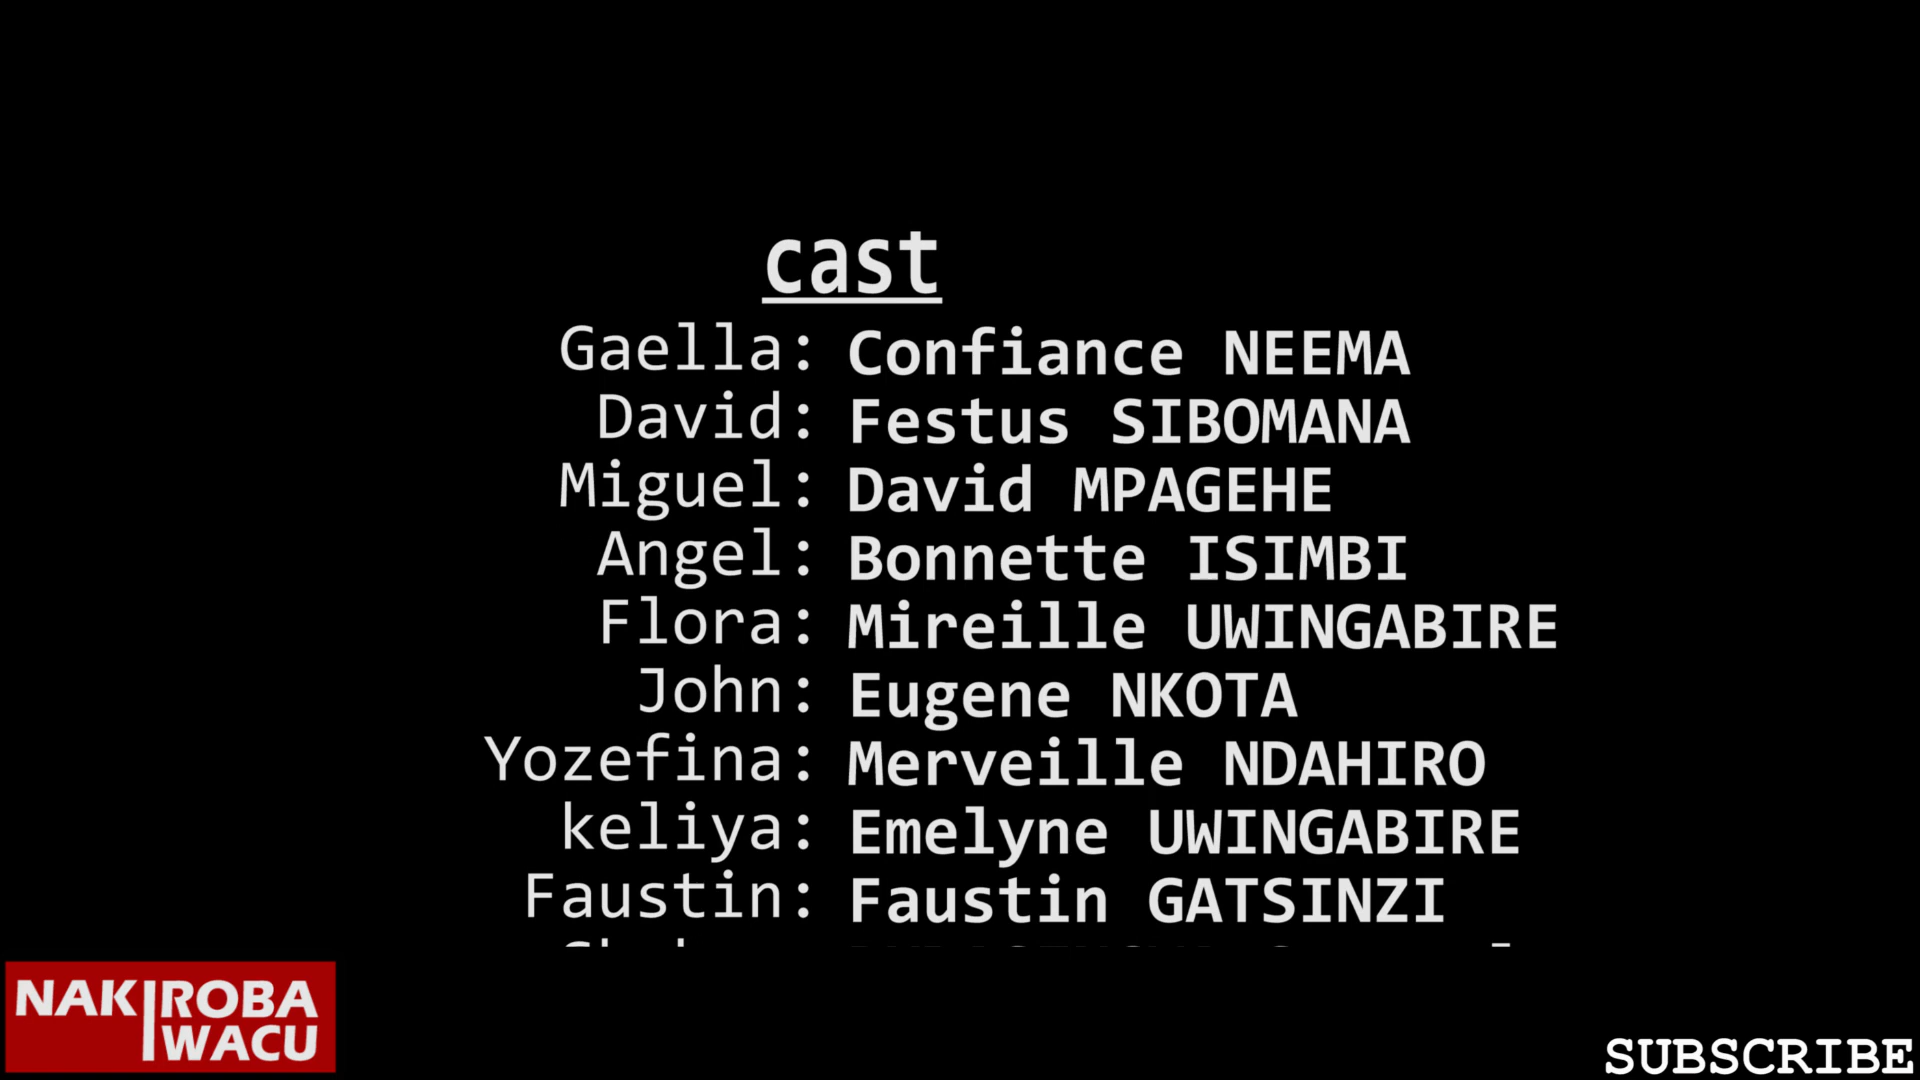 cast
Gaella: Confiance NEEMA
David: Festus SIBOMANA
Miguel: David MPAGEHE
Angel: Bonnette ISIMBI
Flora: Mireille UWINGABIRE
John: Eugene NKOTA
Yozefina: Merveille NDAHIRO
keliya: Emelyne UWINGABIRE
Faustin: Faustin GATSINZI
NAKIROBA
WACU
SUBSCRIBE